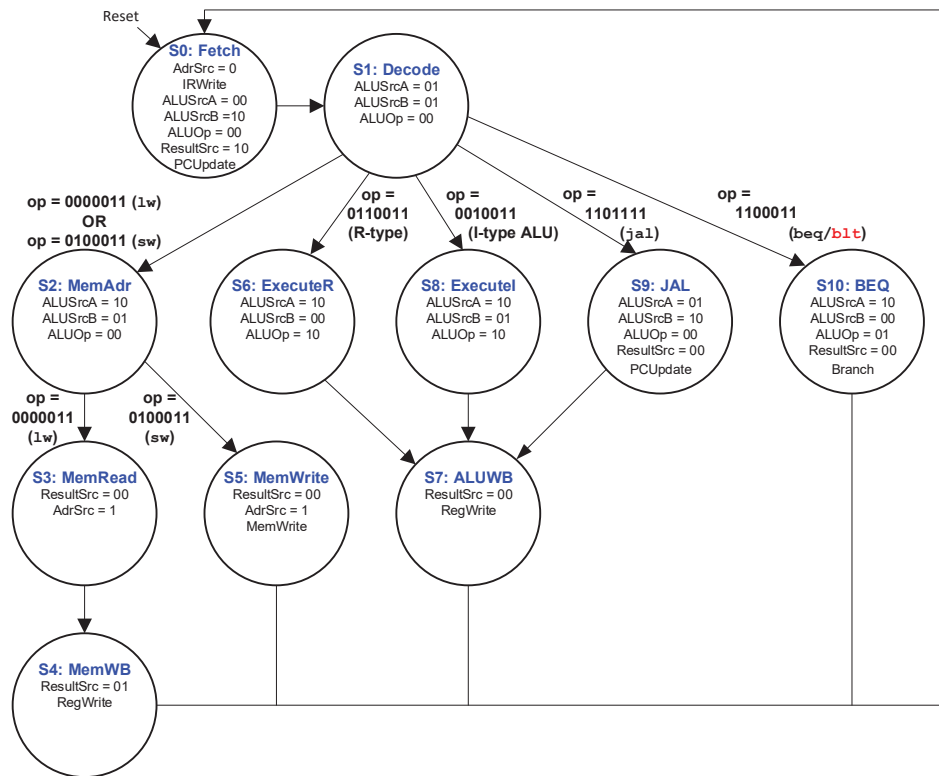 Reset
S0: Fetch
AdrSrc = 0
IRWrite
ALUSrcA = 00
ALUSrcB =10
ALUOp = 00
ResultSrc = 10
PCUpdate
S1: Decode
ALUSrcA = 01
ALUSrcB = 01
ALUOp = 00
op = 0000011 (lw)
OR
op = 0100011 (sw)
op =
0110011
(R-type)
op =
0010011
(I-type ALU)
op =
1101111
(jal)
op =
1100011
(beq/blt)
S2: MemAdr
ALUSrcA = 10
ALUSrcB = 01
ALUOp = 00
S6: ExecuteR
ALUSrcA = 10
ALUSrcB = 00
ALUOp = 10
S8: ExecuteI
ALUSrcA = 10
ALUSrcB = 01
ALUOp = 10
S9: JAL
ALUSrcA = 01
ALUSrcB = 10
ALUOp = 00
ResultSrc = 00
PCUpdate
S10: BEQ
ALUSrcA = 10
ALUSrcB = 00
ALUOp = 01
ResultSrc = 00
Branch
op =
0000011
(lw)
op =
0100011
(sw)
S3: MemRead
ResultSrc = 00
AdrSrc = 1
S5: MemWrite
ResultSrc = 00
AdrSrc = 1
MemWrite
S7: ALUWB
ResultSrc = 00
RegWrite
S4: MemWB
ResultSrc = 01
RegWrite